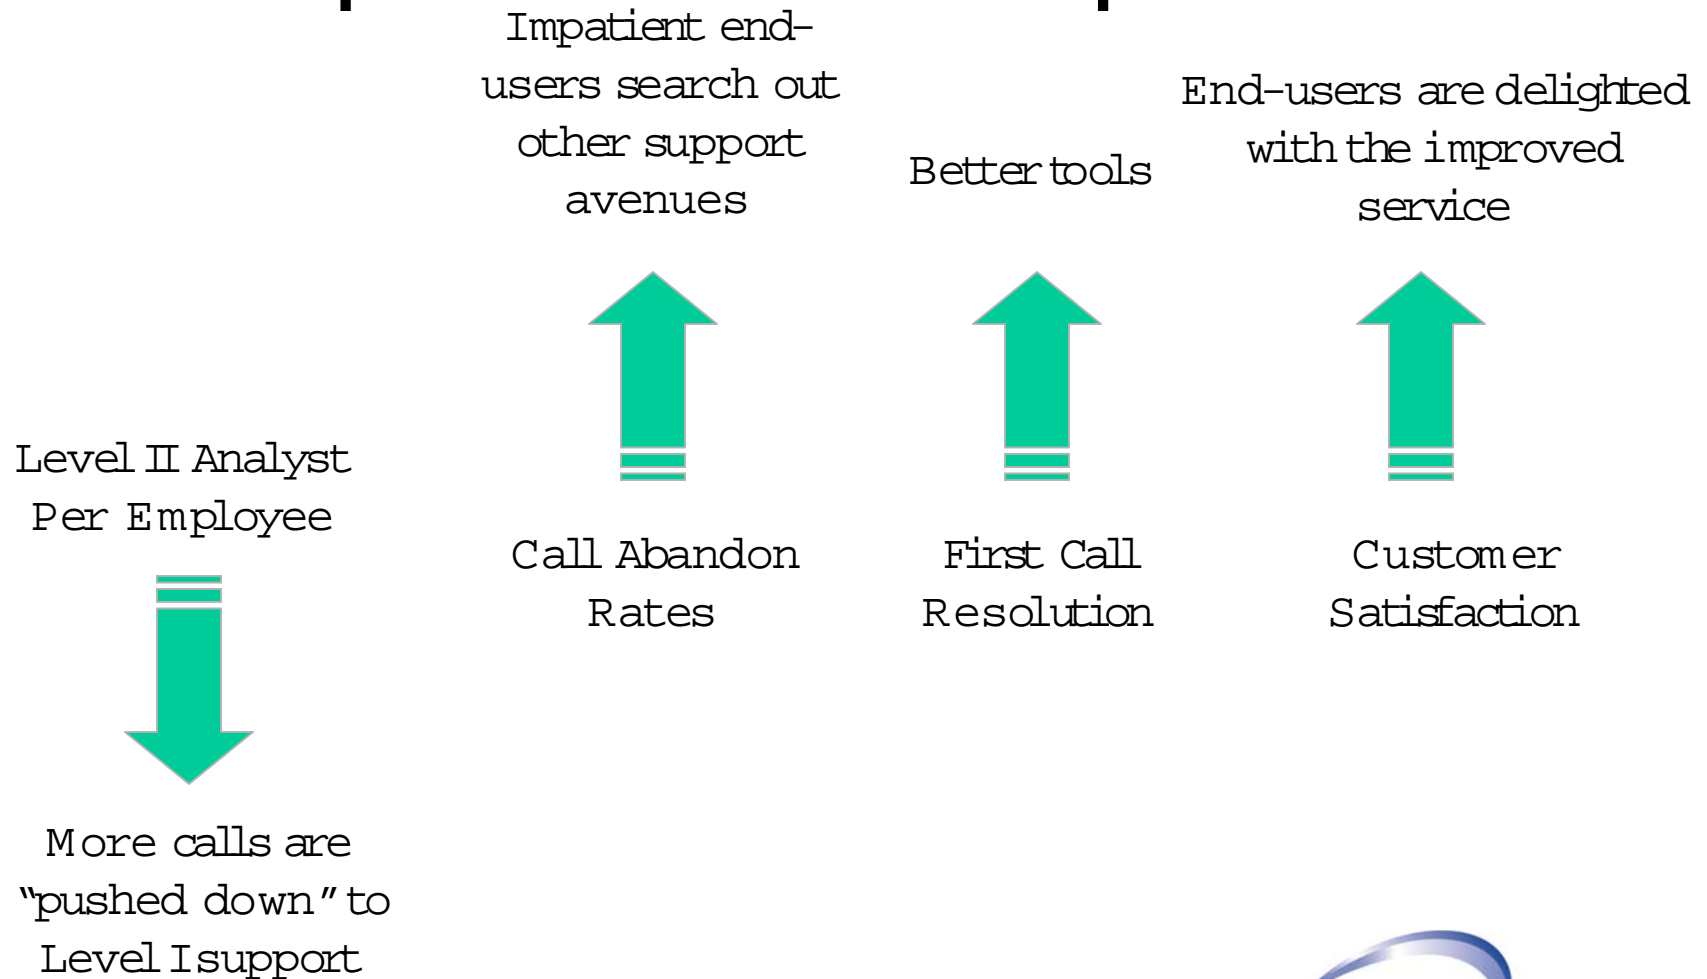 Impatient end-
users search out
other support
avenues
Better tools
End-users are delighted
with the improved
service
Level II Analyst
Per Employee
Call Abandon
Rates
First Call
Resolution
Customer
Satisfaction
More calls are
“pushed down” to
Level I support